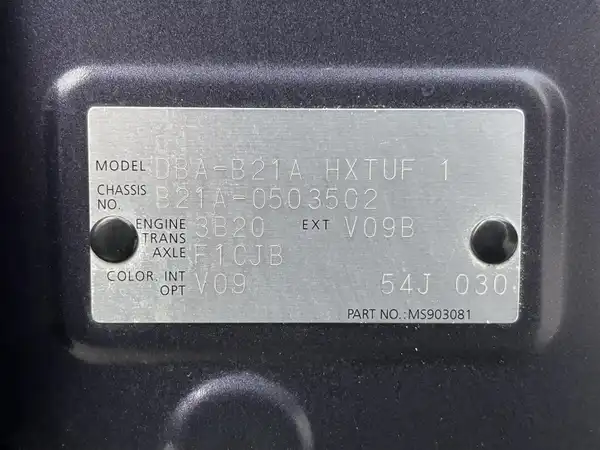 MODEL DBA-B21A HXTUF 1
CHASSIS NO. B21A-0503502
ENGINE 3B20 EXT V09B
TRANS AXLE F1CJB
COLOR, INT V09
OPT 54J 030
PART NO.:MS903081